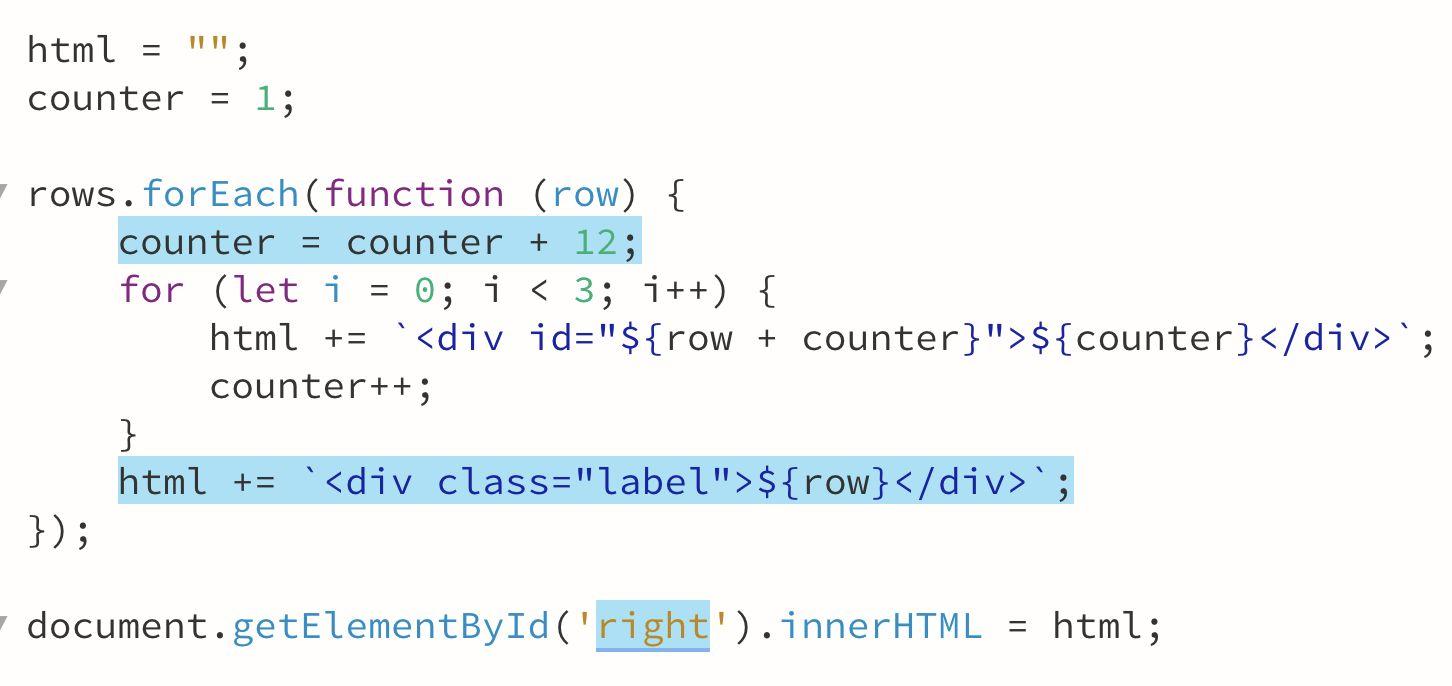 html = "";
counter = 1;
rows.forEach(function (row) {
counter = counter + 12;
for (let i = 0; i < 3; i++) {
html += `<div id="${row + counter}">${counter}</div>`;
counter++;
}
html += `<div class="label">${row}</div>`;
});
document.getElementById('right').innerHTML = html;